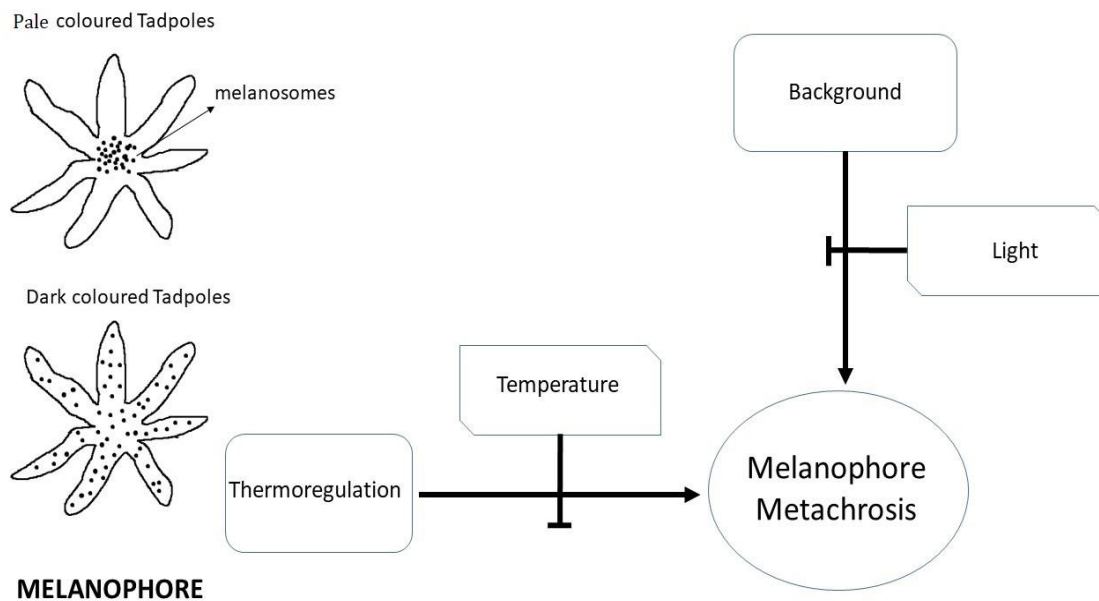 Pale coloured Tadpoles
melanosomes
Dark coloured Tadpoles
MELANOPHORE
Background
Light
Temperature
Thermoregulation
Melanophore
Metachrosis